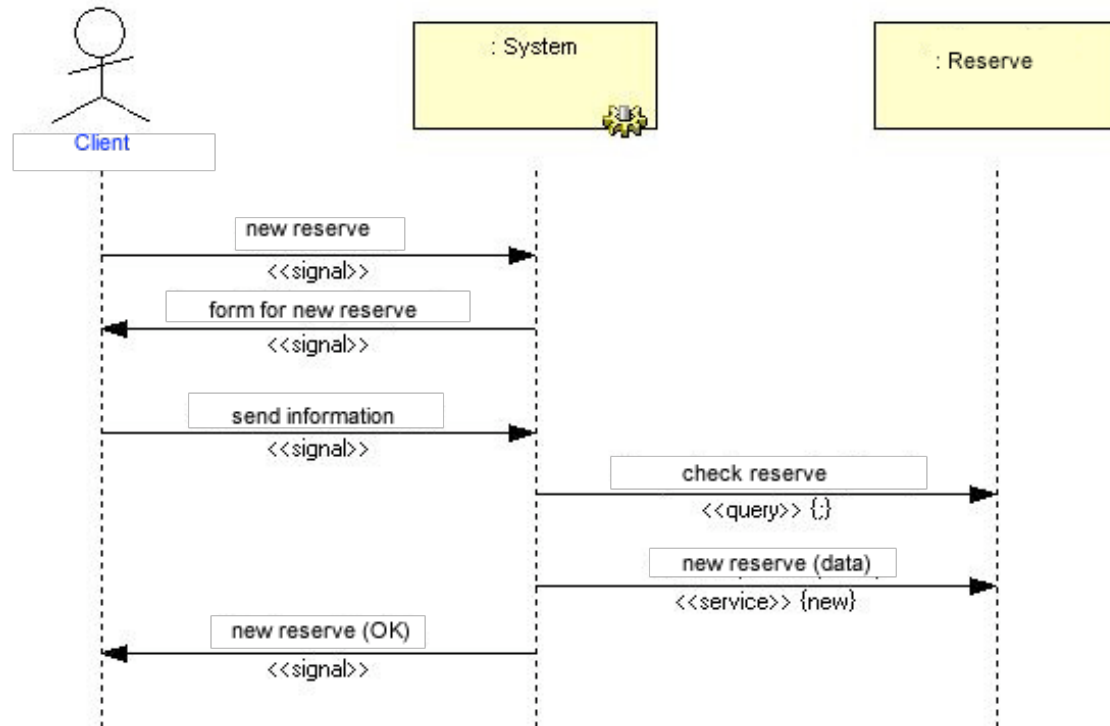 : System
: Reserve
Client
new reserve
<<signal>>
form for new reserve
<<signal>>
send information
<<signal>>
check reserve
<<query>> {;}
new reserve (data)
<<service>> {new}
new reserve (OK)
<<signal>>